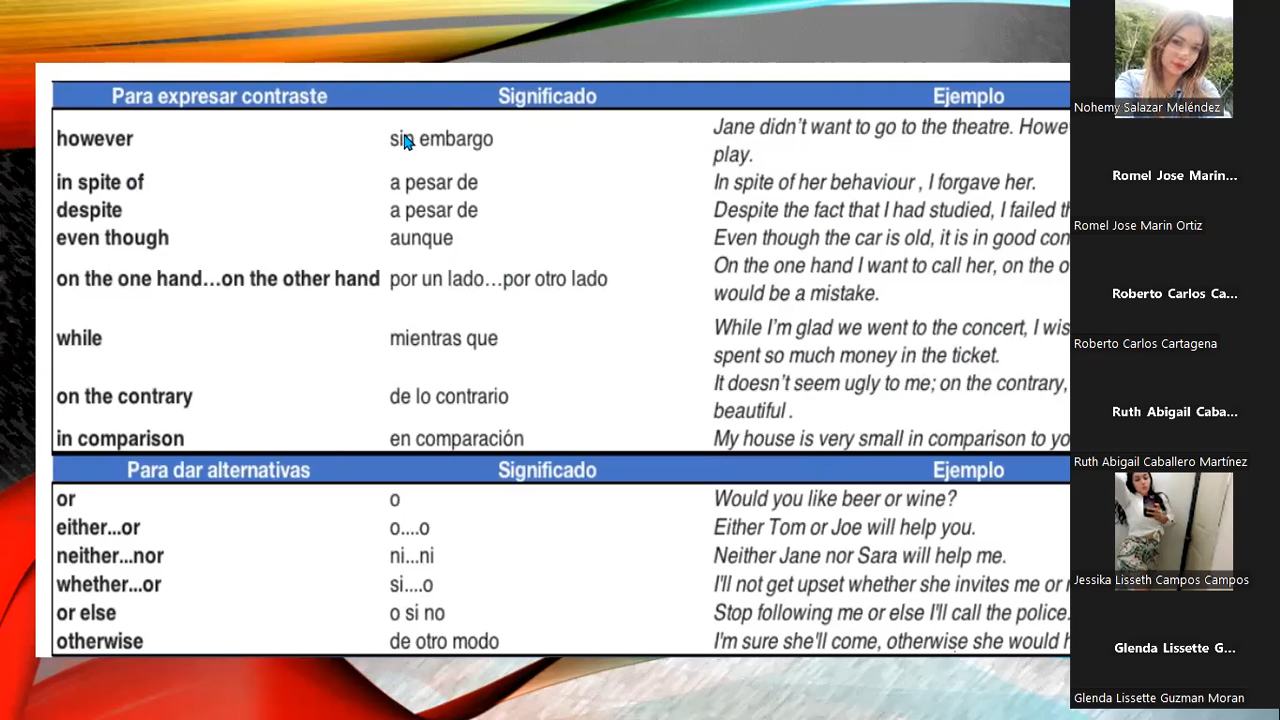 Para expresar contraste Significado Ejemplo
however sin embargo Jane didn't want to go to the theatre. Howe
play.
in spite of a pesar de In spite of her behaviour , I forgave her.
despite a pesar de Despite the fact that I had studied, I failed th
even though aunque Even though the car is old, it is in good con
on the one hand…on the other hand por un lado…por otro lado On the one hand I want to call her, on the o
would be a mistake.
while mientras que While I'm glad we went to the concert, I wis
spent so much money in the ticket.
on the contrary de lo contrario It doesn't seem ugly to me; on the contrary,
beautiful .
in comparison en comparación My house is very small in comparison to yo
Para dar alternativas Significado Ejemplo
or o Would you like beer or wine?
either...or o....o Either Tom or Joe will help you.
neither...nor ni...ni Neither Jane nor Sara will help me.
whether...or si....o I'll not get upset whether she invites me or
or else o si no Stop following me or else I'll call the police.
otherwise de otro modo I'm sure she'll come, otherwise she would h
Nohemy Salazar Meléndez
Romel Jose Marin...
Romel Jose Marin Ortiz
Roberto Carlos Ca...
Roberto Carlos Cartagena
Ruth Abigail Caba...
Ruth Abigail Caballero Martínez
Jessika Lisseth Campos Campos
Glenda Lissette G...
Glenda Lissette Guzman Moran